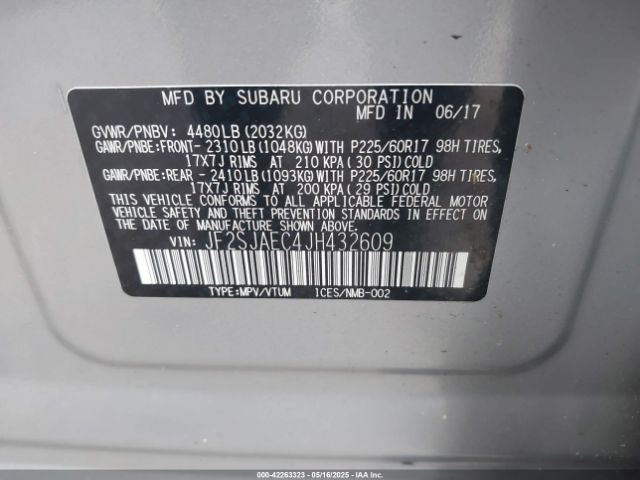 MFD BY SUBARU CORPORATION
MFD IN 06/17
GVWR/PNBV: 4480LB(2032KG)
GAWR/PNBE:FRONT- 2310LB(1048KG)WITH P225/60R17 98H TIRES,
17X7J RIMS AT 210 KPA(30 PSI)COLD
GAWR/PNBE:REAR - 2410LB(1093KG)WITH P225/60R17 98H TIRES,
17X7J RIMS AT 200 KPA(29 PSI)COLD
THIS VEHICLE CONFORMS TO ALL APPLICABLE FEDERAL MOTOR
VEHICLE SAFETY AND THEFT PREVENTION STANDARDS IN EFFECT
ON THE DATE OF MANUFACTURE SHOWN ABOVE.
VIN: JF2SJAEC4JH432609
TYPE:MPV/VTUM ICES/NMB-002
000-42263323 - 05/16/2025 - IAAI.COM